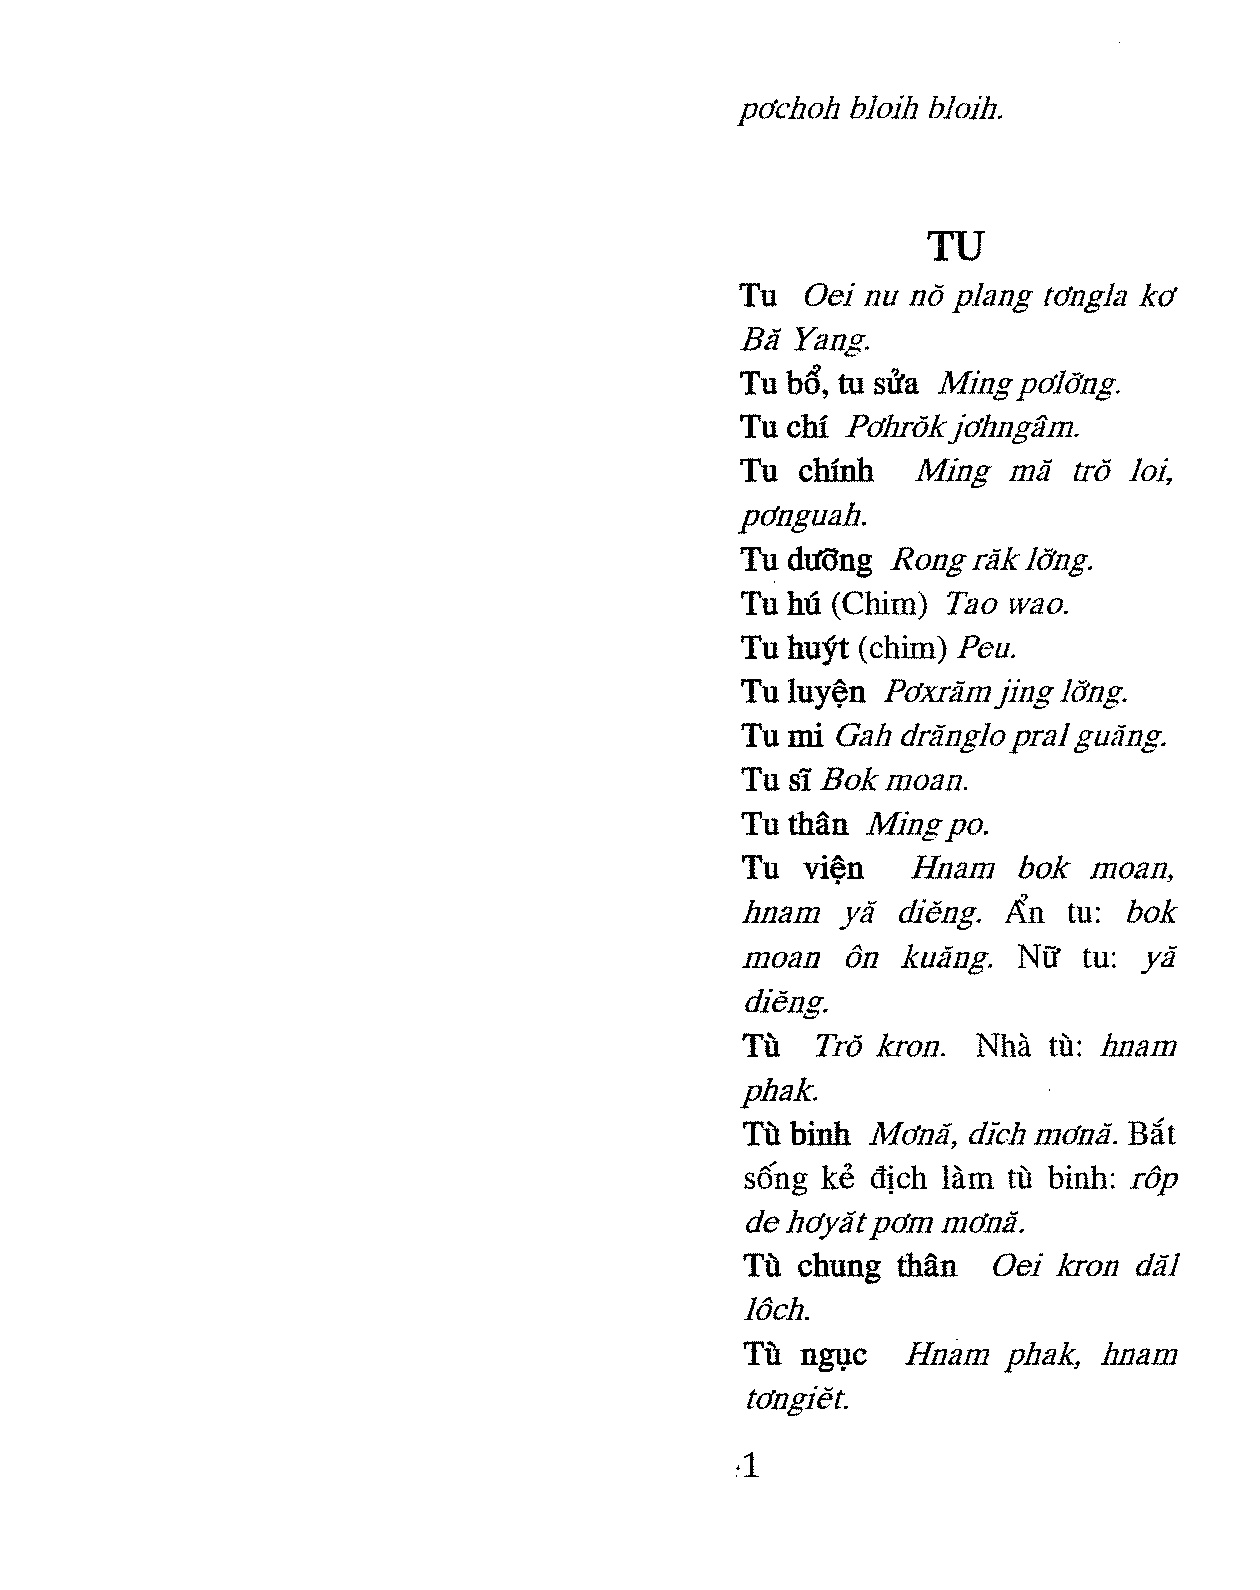 pơchoh bloih bloih.
TU
Tu Oei nu nŏ plang tơngla kơ
Bă Yang.
Tu bổ, tu sửa Ming pơlơ̆ng.
Tu chí Pơhrŏk jơhngâm.
Tu chính Ming mă trŏ loi,
pơnguah.
Tu dưỡng Rong răk lơ̆ng.
Tu hú (Chim) Tao wao.
Tu huýt (chim) Peu.
Tu luyện Pơxrăm jing lơ̆ng.
Tu mi Gah drănglo pral guăng.
Tu sĩ Bok moan.
Tu thân Ming po.
Tu viện Hnam bok moan,
hnam yă diĕng. Ẩn tu: bok
moan ôn kuăng. Nữ tu: yă
diĕng.
Tù Trŏ kron. Nhà tù: hnam
phak.
Tù binh Mơnă, dĭch mơnă. Bắt
sống kẻ địch làm tù binh: rôp
de hơyăt pơm mơnă.
Tù chung thân Oei kron dăl
lôch.
Tù ngục Hnam phak, hnam
tơngiĕt.
1